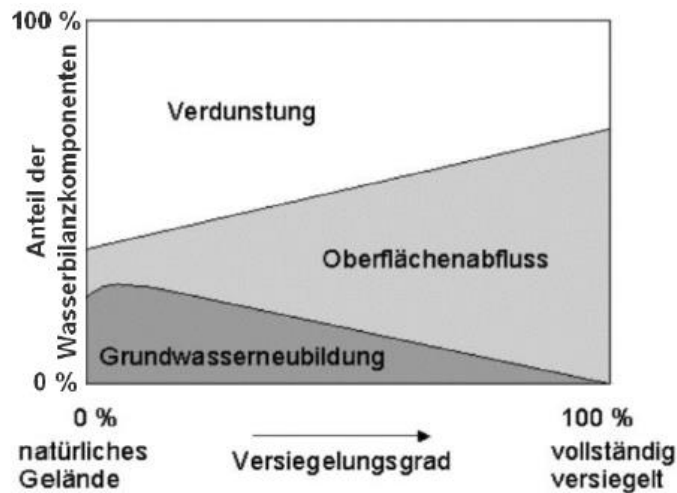 100 %
Anteil der
Wasserbilanzkomponenten
Verdunstung
Oberflächenabfluss
Grundwasserneubildung
0 %
0 %
natürliches
Gelände
Versiegelungsgrad
100 %
vollständig
versiegelt